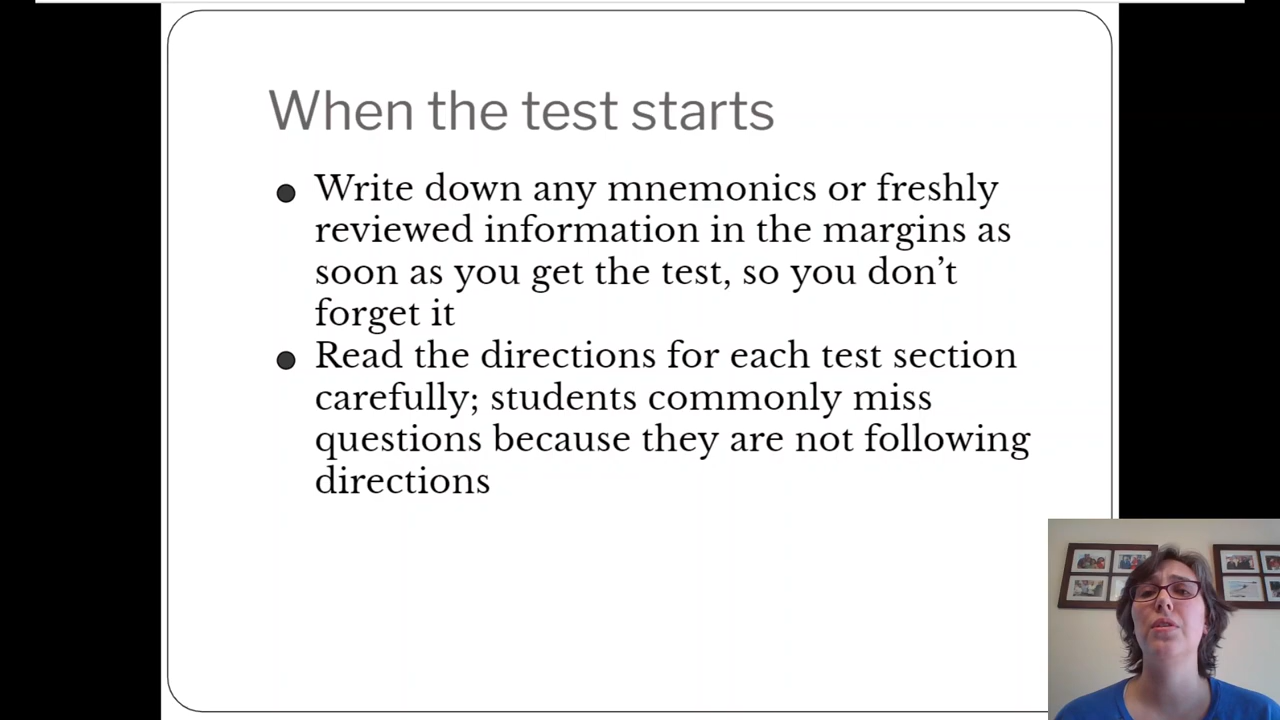 When the test starts
● Write down any mnemonics or freshly
reviewed information in the margins as
soon as you get the test, so you don’t
forget it
● Read the directions for each test section
carefully; students commonly miss
questions because they are not following
directions